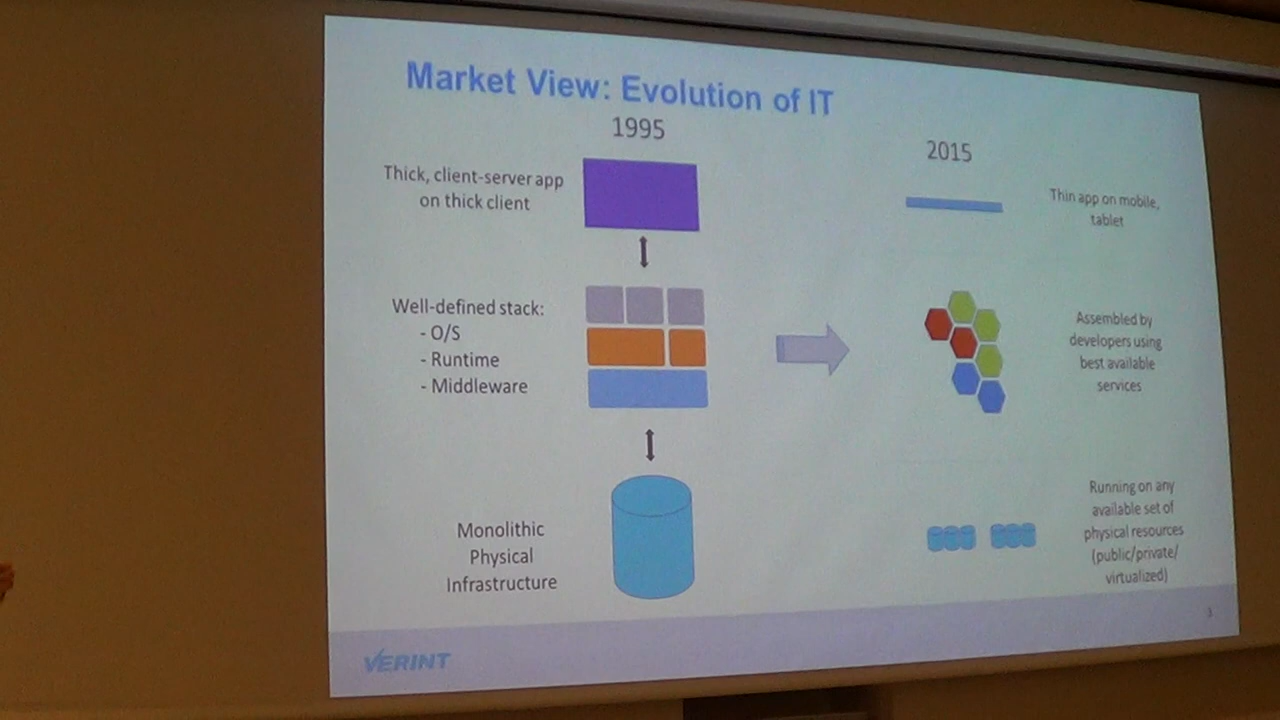 Market View: Evolution of IT
1995
Thick, client-server app
on thick client
Well-defined stack:
- O/S
- Runtime
- Middleware
Monolithic
Physical
Infrastructure
2015
Thin app on mobile,
tablet
Assembled by
developers using
best available
services
Running on any
available set of
physical resources
(public/private/
virtualized)
3
VERINT